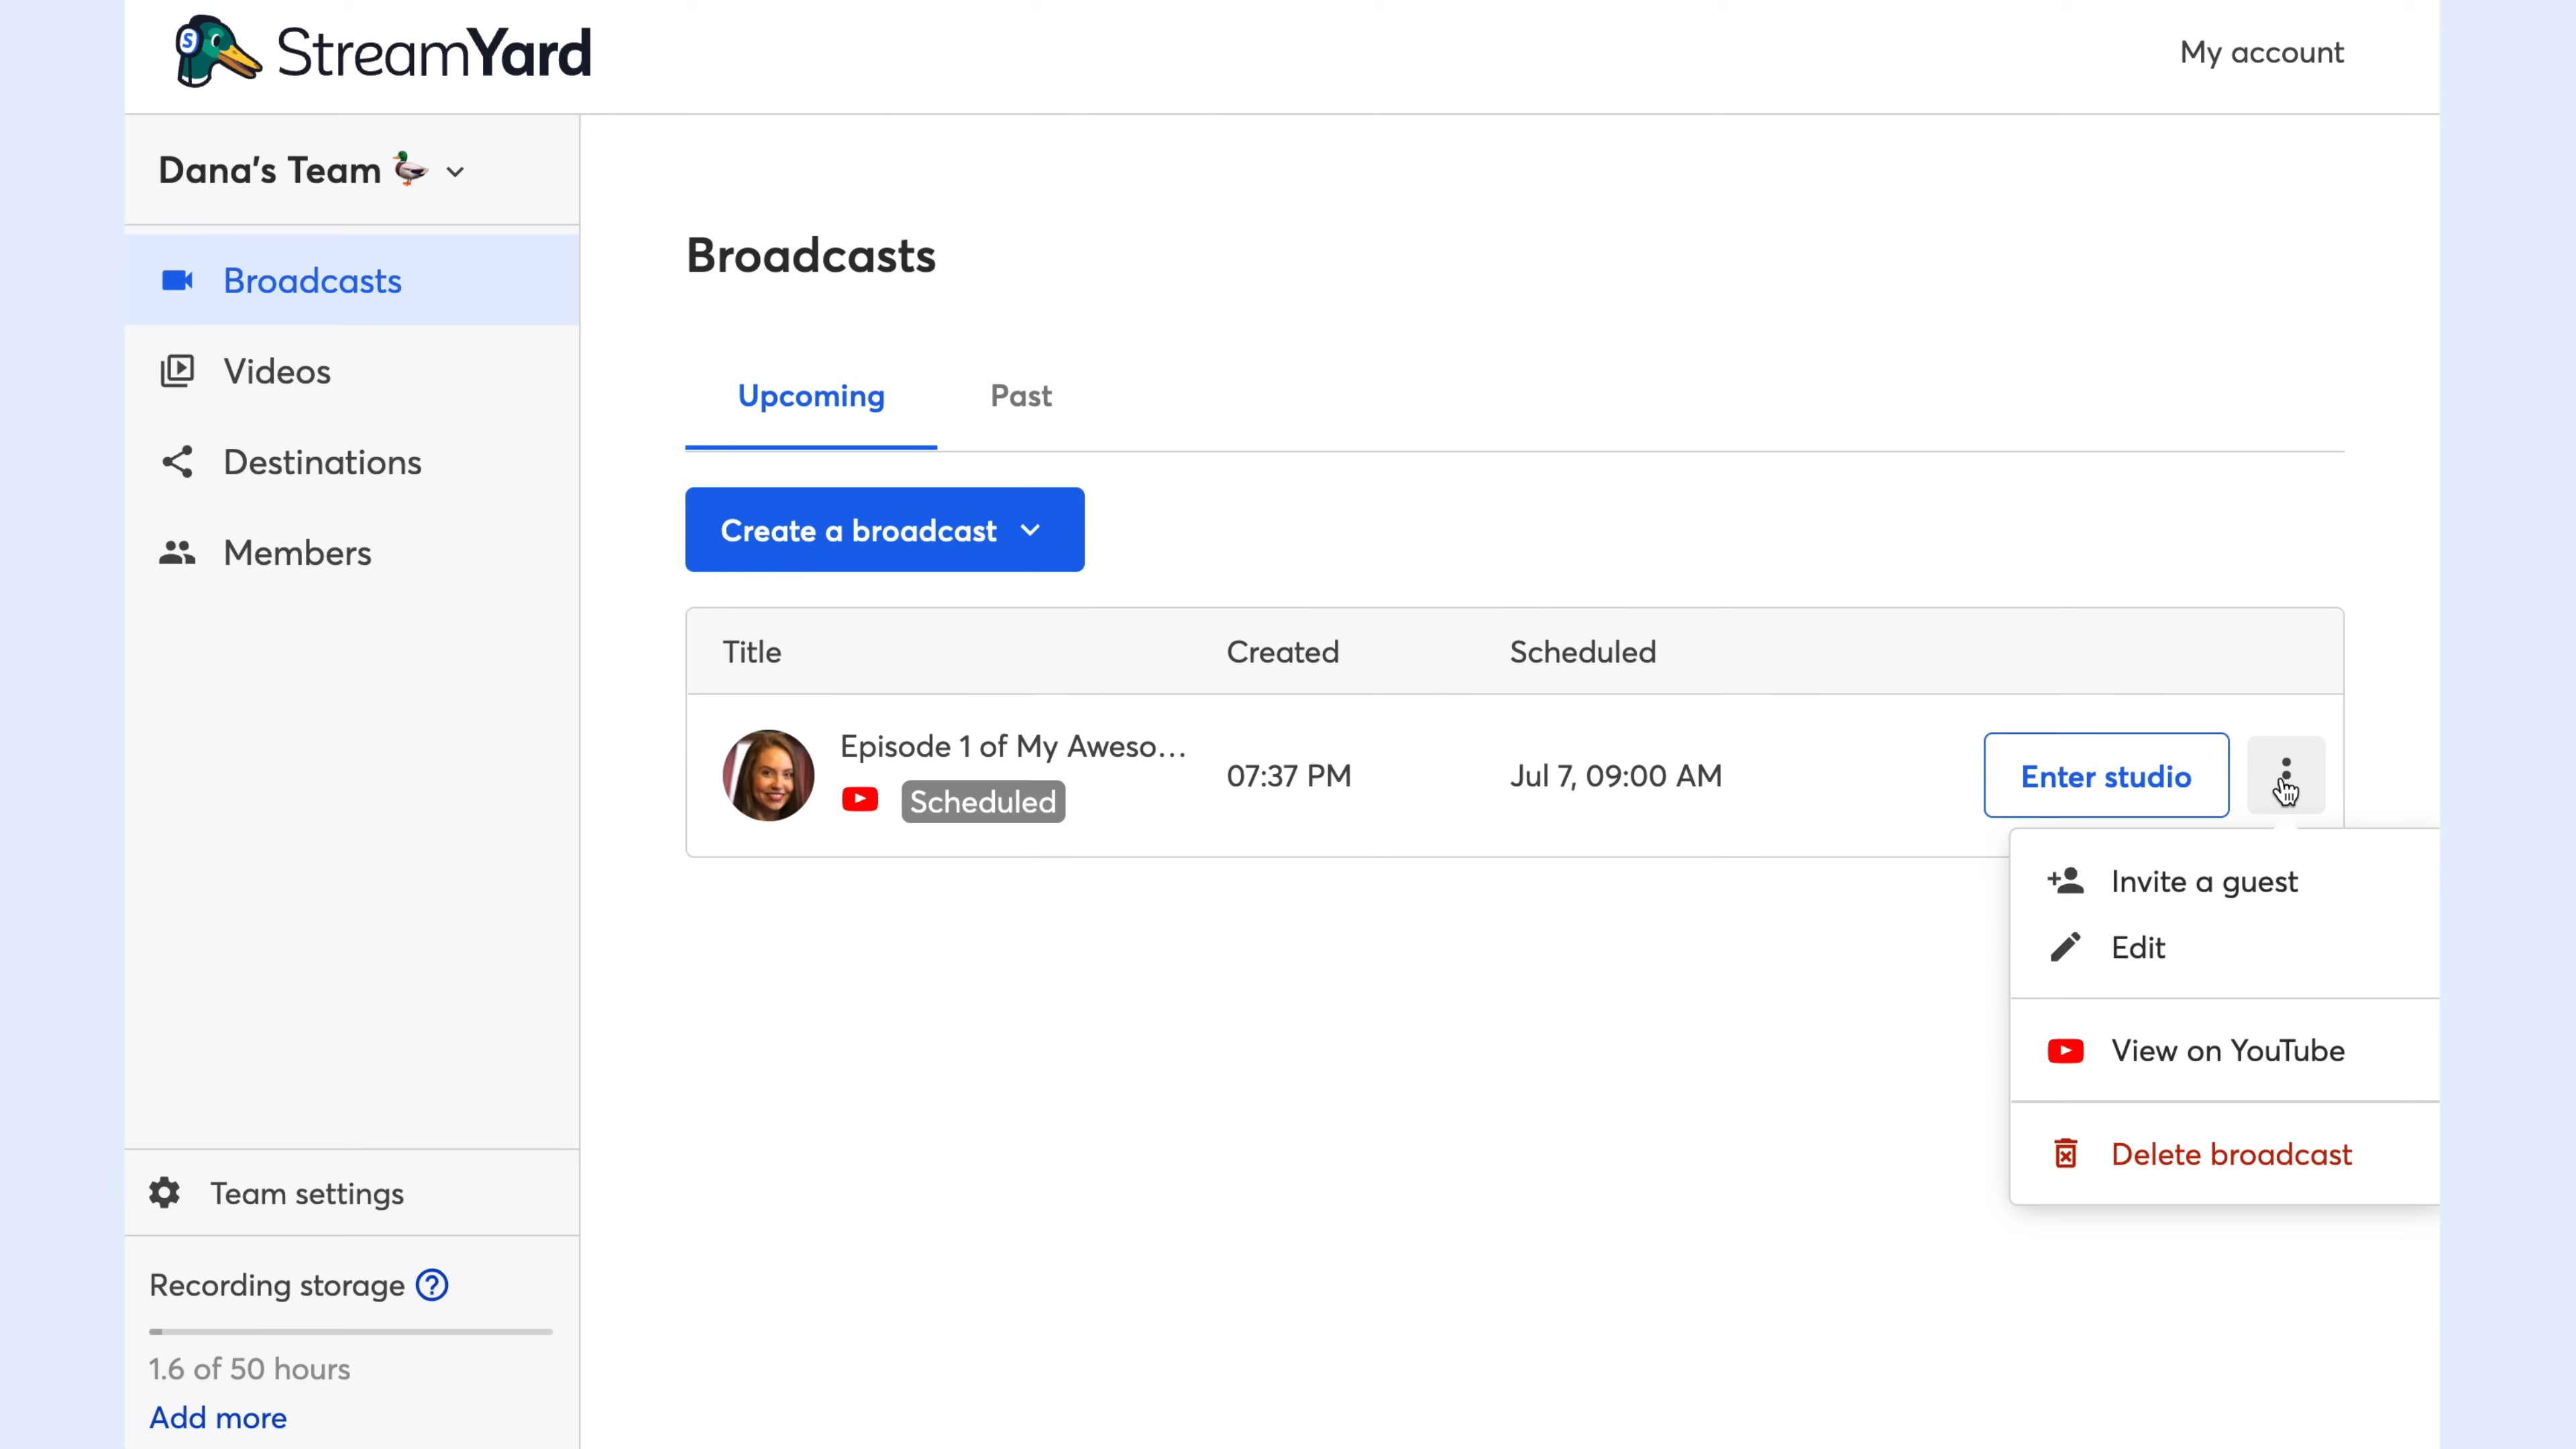 StreamYard
My account
Dana's Team
Broadcasts
Videos
Destinations
Members
Team settings
Recording storage
1.6 of 50 hours
Add more
Broadcasts
Upcoming Past
Create a broadcast
Title Created Scheduled
Episode 1 of My Aweso...
Scheduled
07:37 PM
Jul 7, 09:00 AM
Enter studio
Invite a guest
Edit
View on YouTube
Delete broadcast